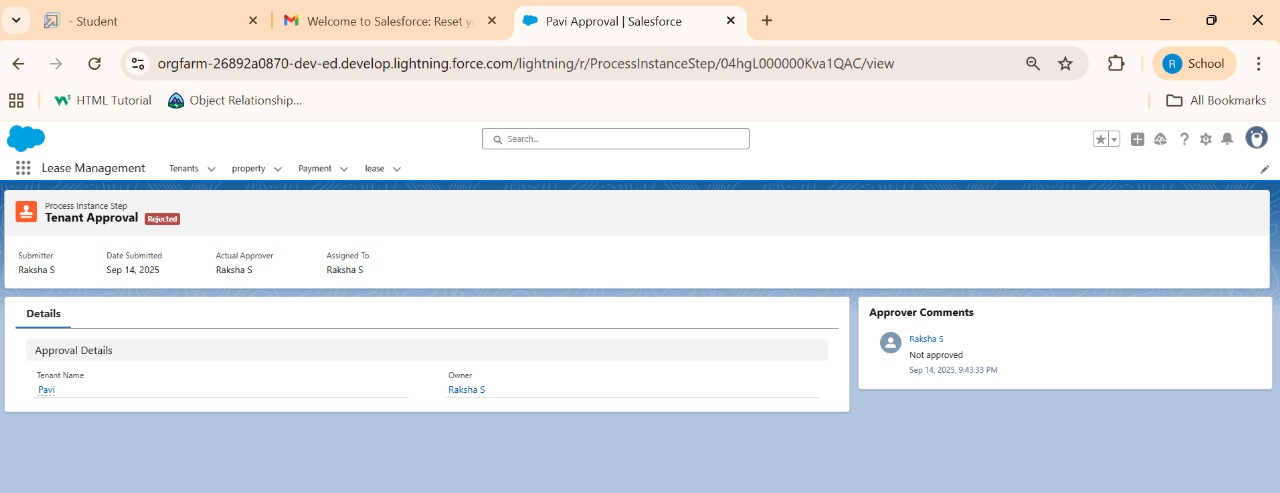 - Student
Welcome to Salesforce: Reset yo
Pavi Approval | Salesforce
orgfarm-26892a0870-dev-ed.develop.lightning.force.com/lightning/r/ProcessInstanceStep/04hgL000000Kva1QAC/view
R School
HTML Tutorial
Object Relationship...
All Bookmarks
Search...
Lease Management
Tenants
property
Payment
lease
Process Instance Step
Tenant Approval Rejected
Submitter Date Submitted Actual Approver Assigned To
Raksha S Sep 14, 2025 Raksha S Raksha S
Details
Approval Details
Tenant Name Owner
Pavi Raksha S
Approver Comments
Raksha S
Not approved
Sep 14, 2025, 9:43:33 PM